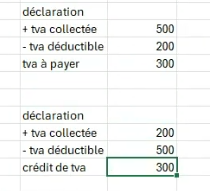 déclaration
+ tva collectée 500
- tva déductible 200
tva à payer 300
déclaration
+ tva collectée 200
- tva déductible 500
crédit de tva 300